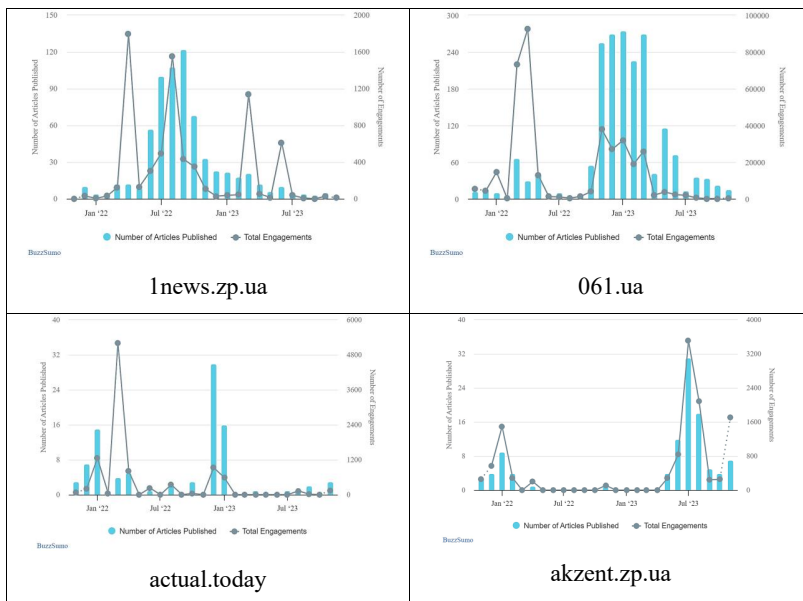 150
120
90
60
30
0
2000
1600
1200
800
400
0
Number of Articles Published
Number of Engagements
Jan ‘22
Jul ‘22
Jan ‘23
Jul ‘23
Number of Articles Published
Total Engagements
BuzzSumo
1news.zp.ua
300
240
180
120
60
0
100000
80000
60000
40000
20000
0
Number of Articles Published
Number of Engagements
Jan ‘22
Jul ‘22
Jan ‘23
Jul ‘23
Number of Articles Published
Total Engagements
BuzzSumo
061.ua
40
32
16
8
0
6000
4800
3600
2400
1200
0
Number of Articles Published
Number of Engagements
Jan ‘22
Jul ‘22
Jan ‘23
Jul ‘23
Number of Articles Published
Total Engagements
BuzzSumo
actual.today
40
32
16
8
0
4000
3200
2400
1600
800
0
Number of Articles Published
Number of Engagements
Jan ‘22
Jul ‘22
Jan ‘23
Jul ‘23
Number of Articles Published
Total Engagements
BuzzSumo
akzent.zp.ua